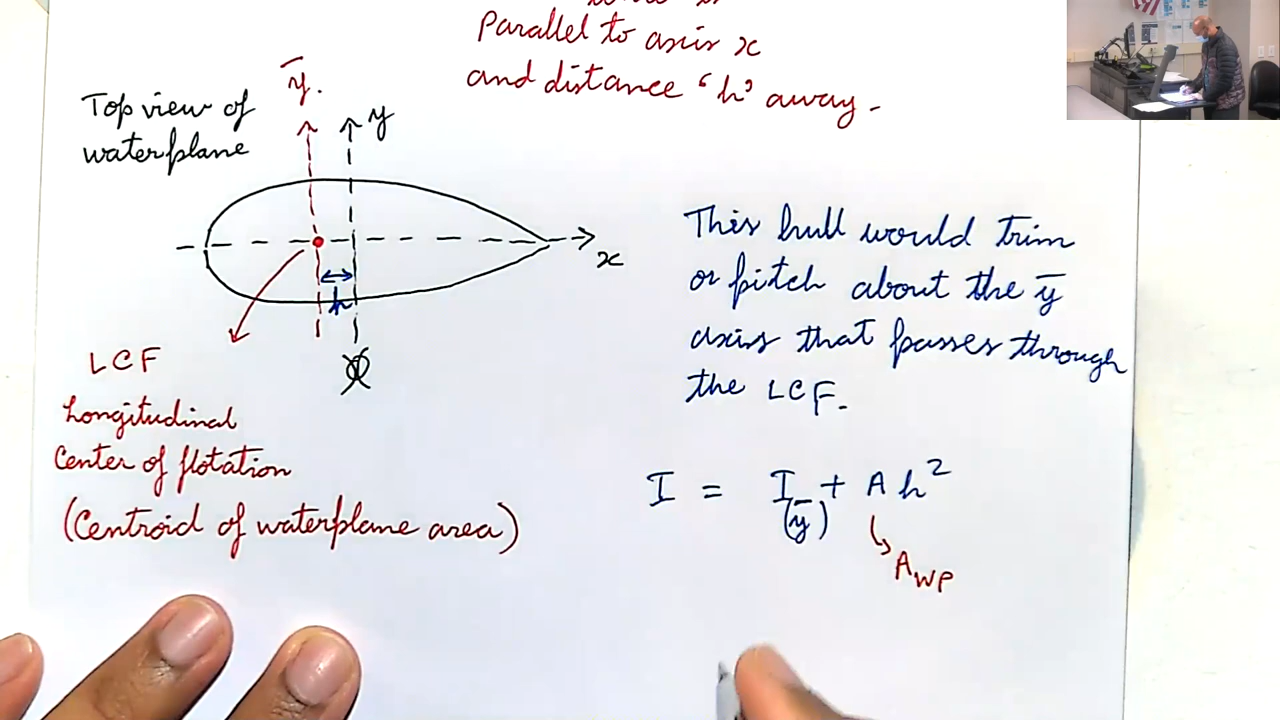 Parallel to axis x
and distance 'h' away.
ȳ.
y
Top view of
waterplane
x
h
LCF
Longitudinal
Center of flotation
(Centroid of waterplane area)
This hull would trim
or pitch about the ȳ
axis that passes through
the LCF.
I = I(ȳ) + A h²
A_WP